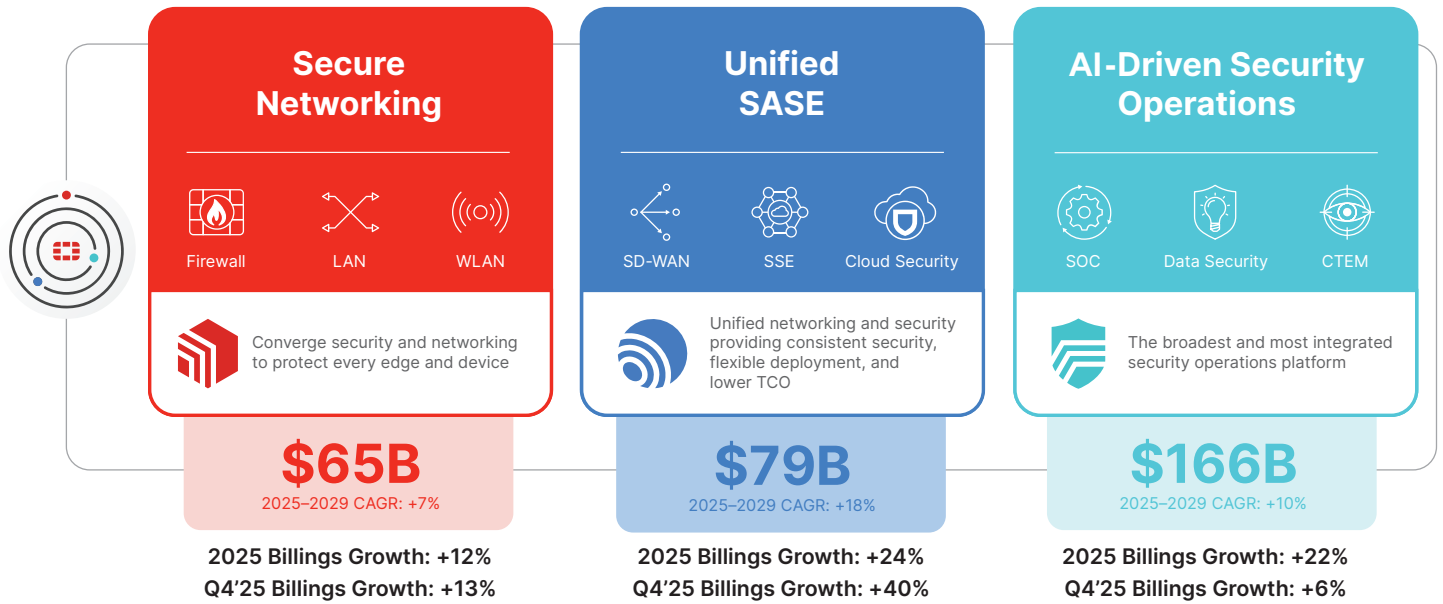 Secure
Networking
Firewall
LAN
WLAN
Converge security and networking
to protect every edge and device
$65B
2025–2029 CAGR: +7%
2025 Billings Growth: +12%
Q4’25 Billings Growth: +13%
Unified
SASE
SD-WAN
SSE
Cloud Security
Unified networking and security
providing consistent security,
flexible deployment, and
lower TCO
$79B
2025–2029 CAGR: +18%
2025 Billings Growth: +24%
Q4’25 Billings Growth: +40%
AI-Driven Security
Operations
SOC
Data Security
CTEM
The broadest and most integrated
security operations platform
$166B
2025–2029 CAGR: +10%
2025 Billings Growth: +22%
Q4’25 Billings Growth: +6%